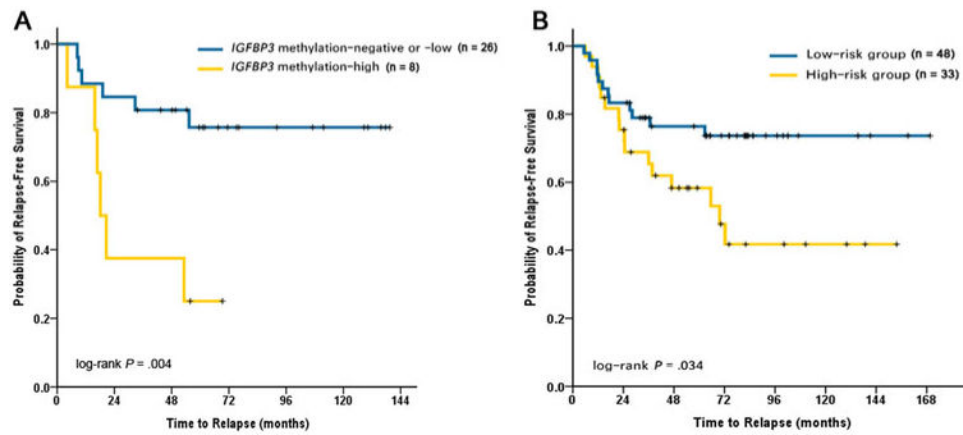 A
IGFBP3 methylation-negative or -low (n = 26)
IGFBP3 methylation-high (n = 8)
Probability of Relapse-Free Survival
1.0
0.8
0.6
0.4
0.2
0.0
log-rank P = .004
0 24 48 72 96 120 144
Time to Relapse (months)
B
Low-risk group (n = 48)
High-risk group (n = 33)
Probability of Relapse-Free Survival
1.0
0.8
0.6
0.4
0.2
0.0
log-rank P = .034
0 24 48 72 96 120 144 168
Time to Relapse (months)